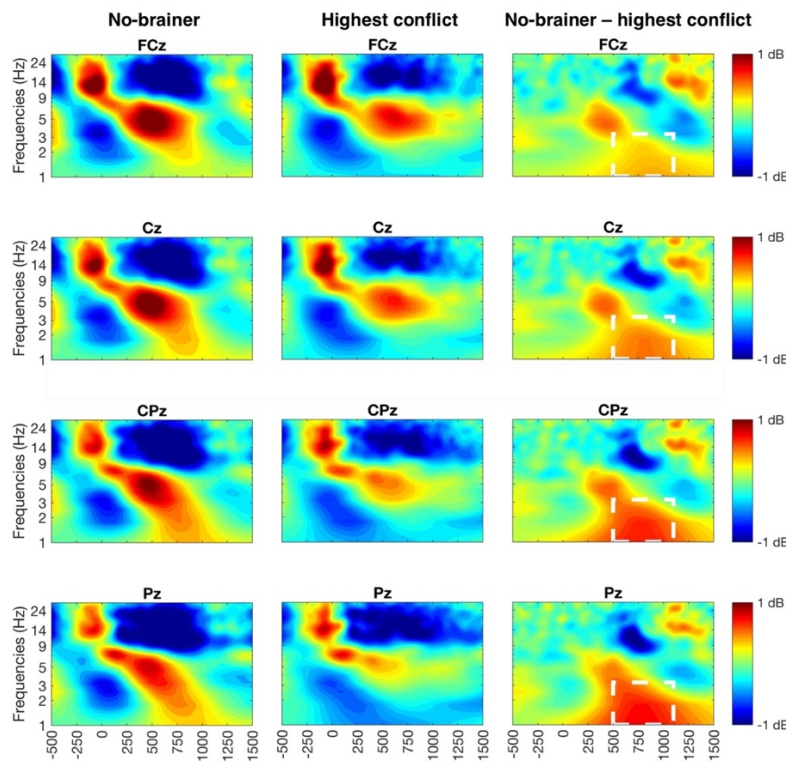 No-brainer Highest conflict No-brainer – highest conflict
FCz FCz FCz
Frequencies (Hz)
24
14
9
5
3
2
1
1 dB
-1 dB
Cz Cz Cz
Frequencies (Hz)
24
14
9
5
3
2
1
1 dB
-1 dB
CPz CPz CPz
Frequencies (Hz)
24
14
9
5
3
2
1
1 dB
-1 dB
Pz Pz Pz
Frequencies (Hz)
24
14
9
5
3
2
1
1 dB
-1 dB
-500 -250 0 250 500 750 1000 1250 1500 -500 -250 0 250 500 750 1000 1250 1500 -500 -250 0 250 500 750 1000 1250 1500